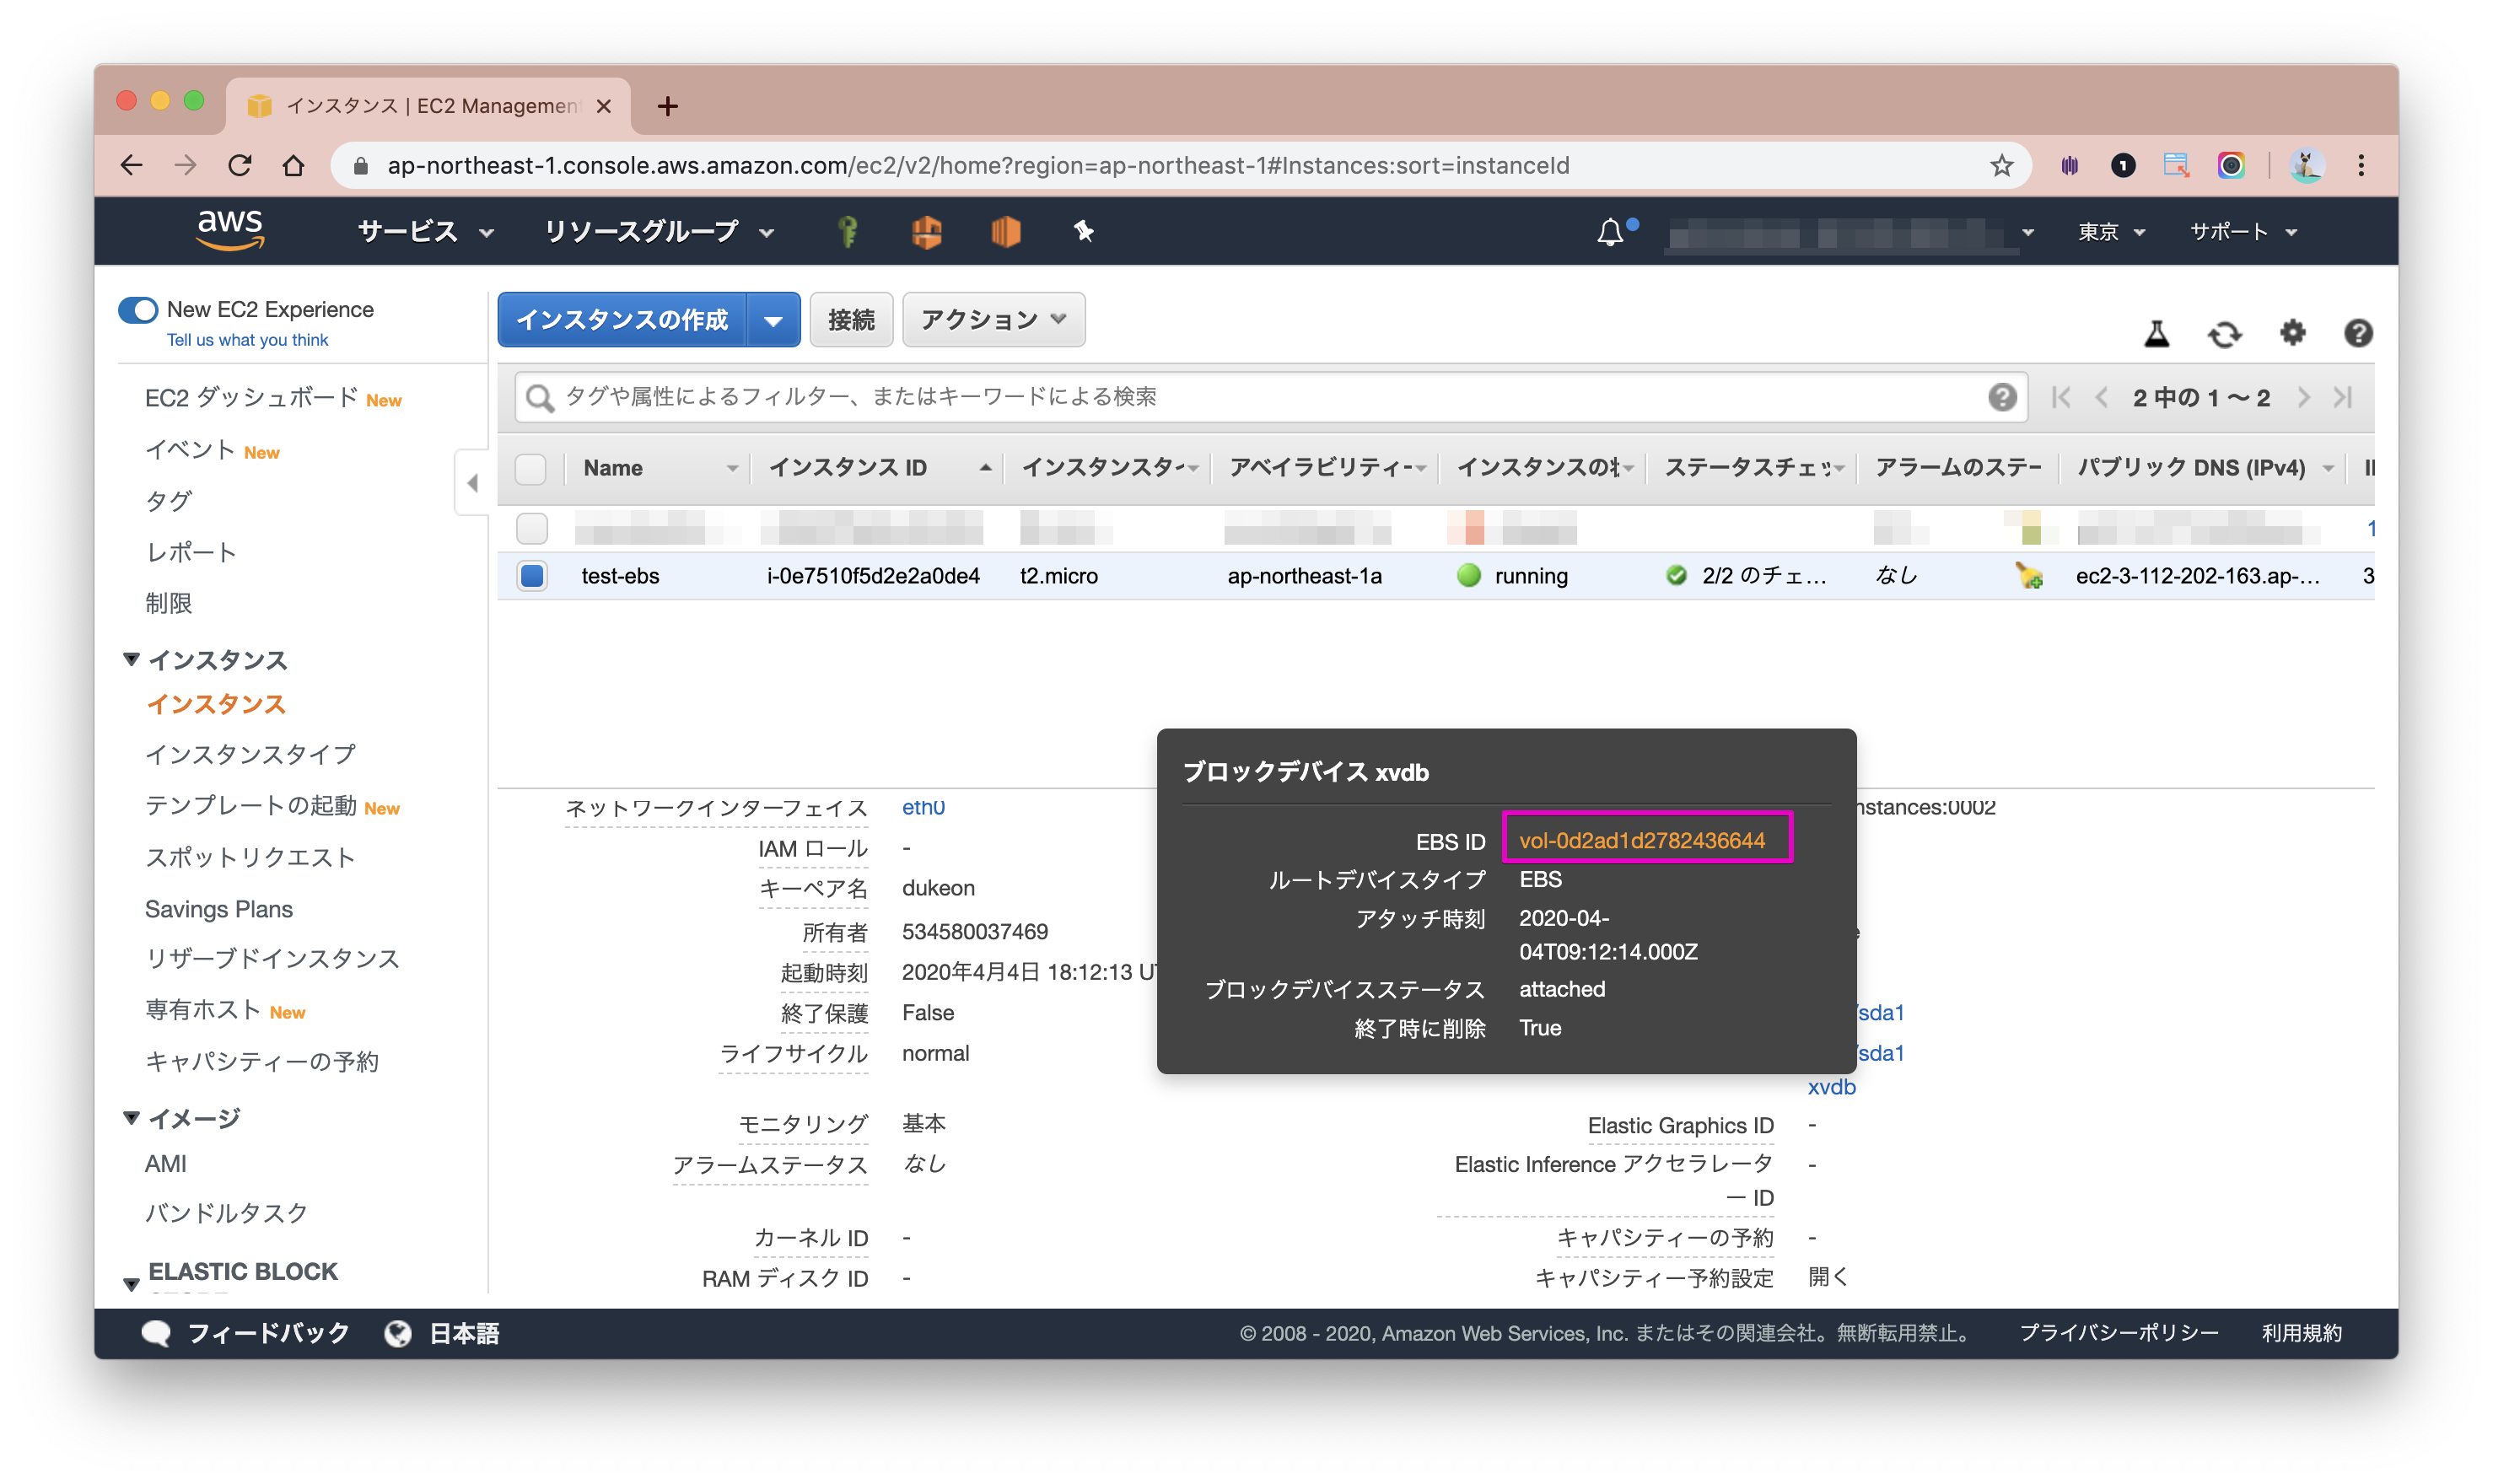 インスタンス | EC2 Managemen
ap-northeast-1.console.aws.amazon.com/ec2/v2/home?region=ap-northeast-1#Instances:sort=instanceId
aws サービス リソースグループ 東京 サポート
New EC2 Experience
Tell us what you think
インスタンスの作成 接続 アクション
タグや属性によるフィルター、またはキーワードによる検索 2 中の 1 ~ 2
Name インスタンス ID インスタンスタ アベイラビリティ インスタンスの ステータスチェッ アラームのステー パブリック DNS (IPv4)
test-ebs i-0e7510f5d2e2a0de4 t2.micro ap-northeast-1a running 2/2 のチェ... なし ec2-3-112-202-163.ap-... 3
EC2 ダッシュボード New
イベント New
タグ
レポート
制限
インスタンス
インスタンス
インスタンスタイプ
テンプレートの起動 New
スポットリクエスト
Savings Plans
リザーブドインスタンス
専有ホスト New
キャパシティーの予約
イメージ
AMI
バンドルタスク
ELASTIC BLOCK
ネットワークインターフェイス eth0
IAM ロール -
キーペア名 dukeon
所有者 534580037469
起動時刻 2020年4月4日 18:12:13 U
終了保護 False
ライフサイクル normal
モニタリング 基本
アラームステータス なし
カーネル ID -
RAM ディスク ID -
ブロックデバイス xvdb
EBS ID vol-0d2ad1d2782436644
ルートデバイスタイプ EBS
アタッチ時刻 2020-04-
04T09:12:14.000Z
ブロックデバイスステータス attached
終了時に削除 True
nstances:0002
/sda1
/sda1
xvdb
Elastic Graphics ID -
Elastic Inference アクセラレータ -
ー ID
キャパシティーの予約 -
キャパシティー予約設定 開く
フィードバック 日本語 © 2008 - 2020, Amazon Web Services, Inc. またはその関連会社。無断転用禁止。 プライバシーポリシー 利用規約